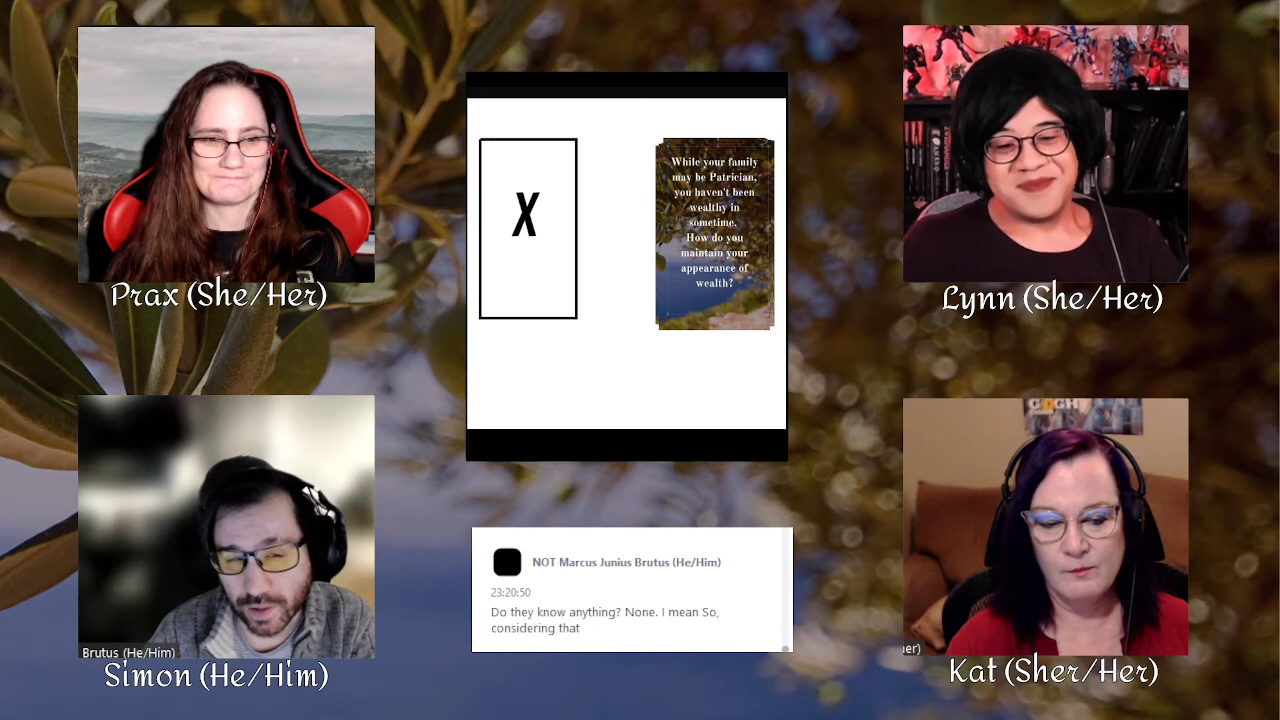 Prax (She/Her)
X
While your family
may be Patrician,
you haven't been
wealthy in
sometime.
How do you
maintain your
appearance of
wealth?
Lynn (She/Her)
Brutus (He/Him)
Simon (He/Him)
NOT Marcus Junius Brutus (He/Him)
23:20:50
Do they know anything? None. I mean So,
considering that
GOGH
her)
Kat (Sher/Her)